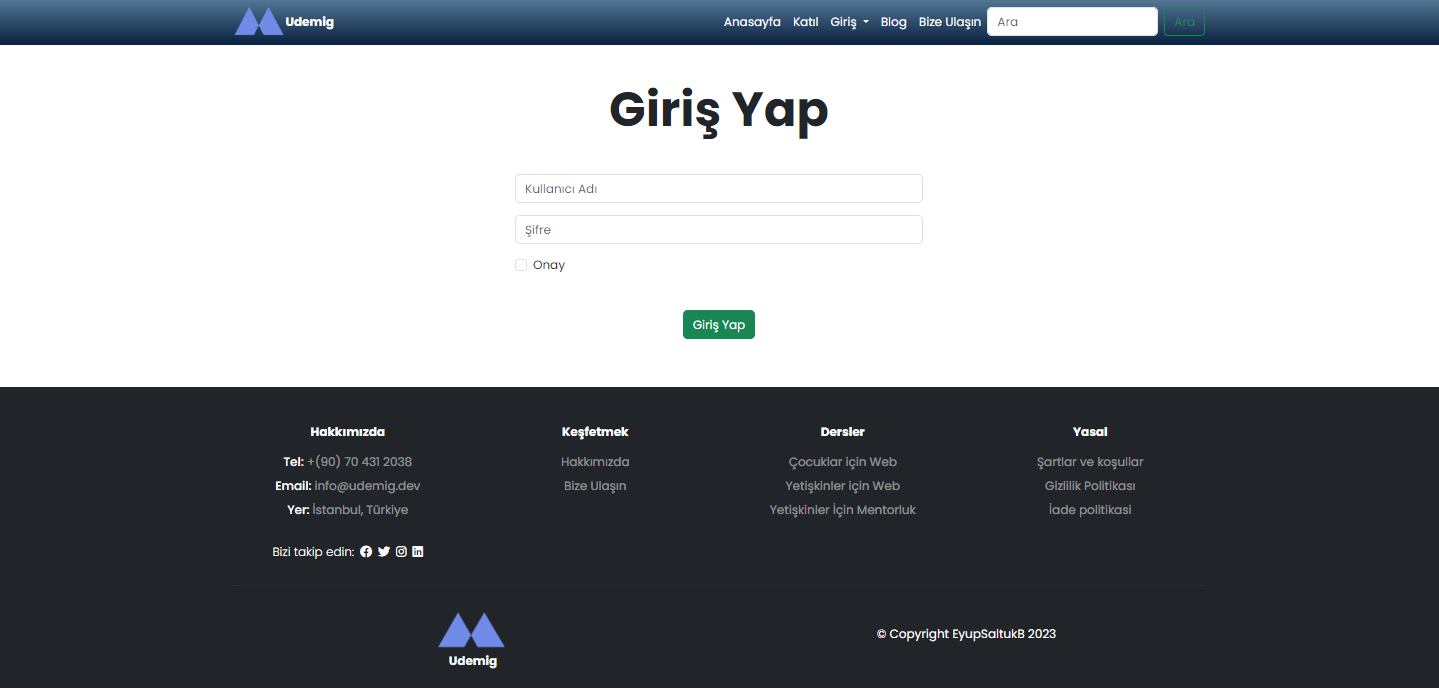 Udemig
Anasayfa Katıl Giriş Blog Bize Ulaşın Ara Ara
Giriş Yap
Kullanıcı Adı
Şifre
Onay
Giriş Yap
Hakkımızda
Tel: +(90) 70 431 2038
Email: info@udemig.dev
Yer: İstanbul, Türkiye
Bizi takip edin:
Keşfetmek
Hakkımızda
Bize Ulaşın
Dersler
Çocuklar için Web
Yetişkinler için Web
Yetişkinler İçin Mentorluk
Yasal
Şartlar ve koşullar
Gizlilik Politikası
İade politikasi
Udemig
© Copyright EyupSaltukB 2023